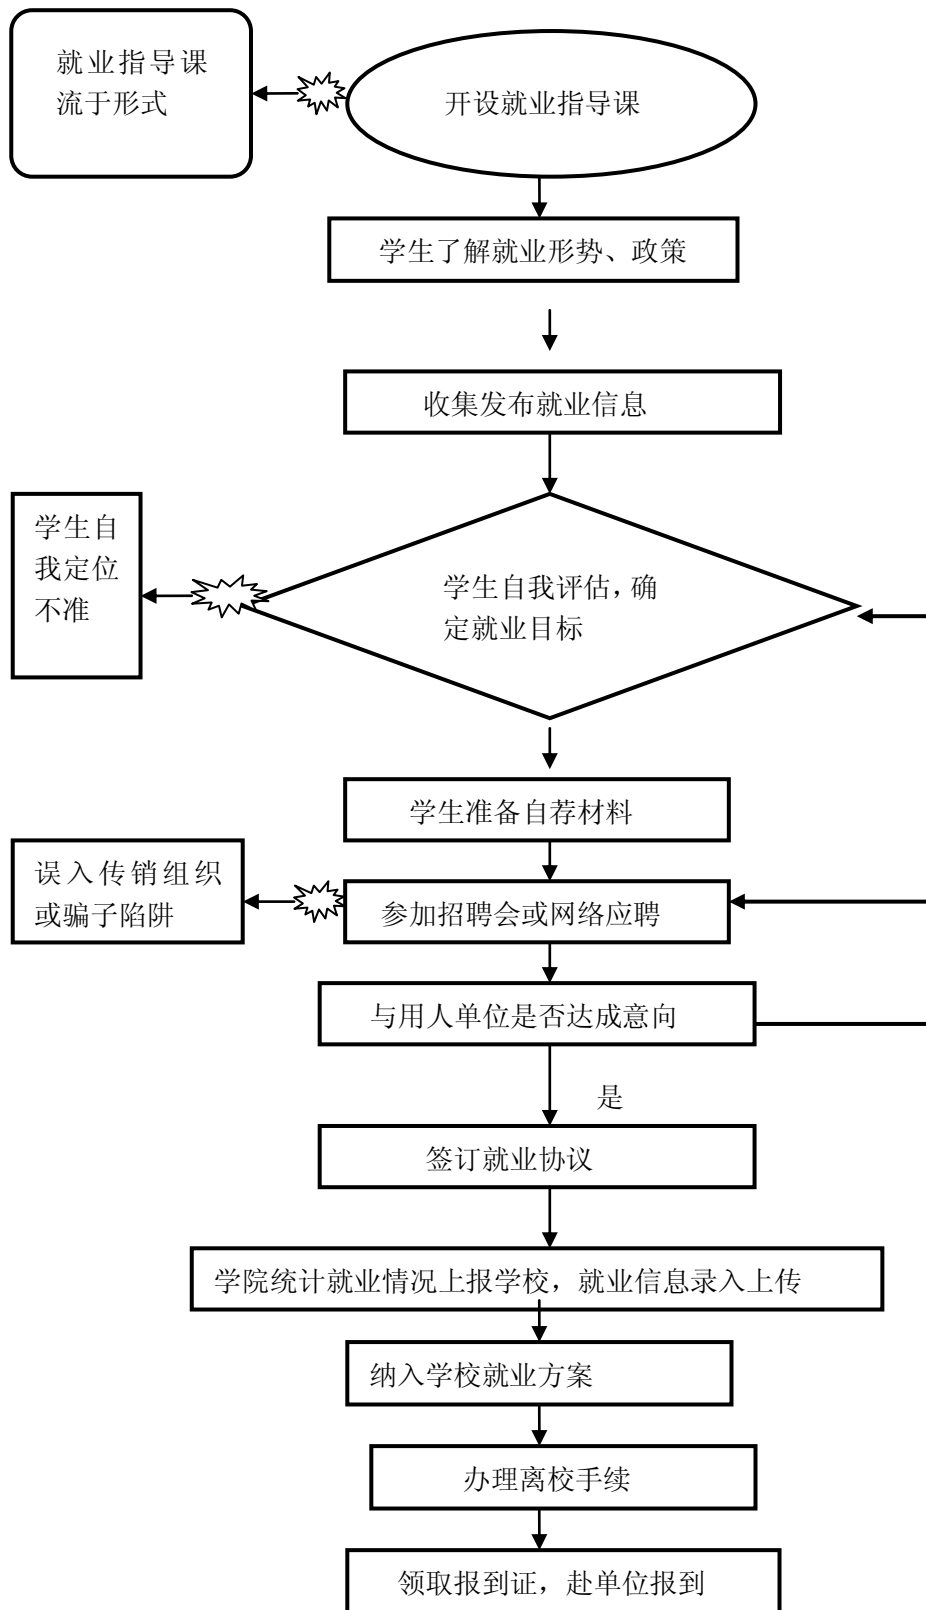 就业指导课
流于形式
开设就业指导课
学生了解就业形势、政策
收集发布就业信息
学生自
我定位
不准
学生自我评估，确
定就业目标
学生准备自荐材料
误入传销组织
或骗子陷阱
参加招聘会或网络应聘
与用人单位是否达成意向
是
签订就业协议
学院统计就业情况上报学校，就业信息录入上传
纳入学校就业方案
办理离校手续
领取报到证，赴单位报到